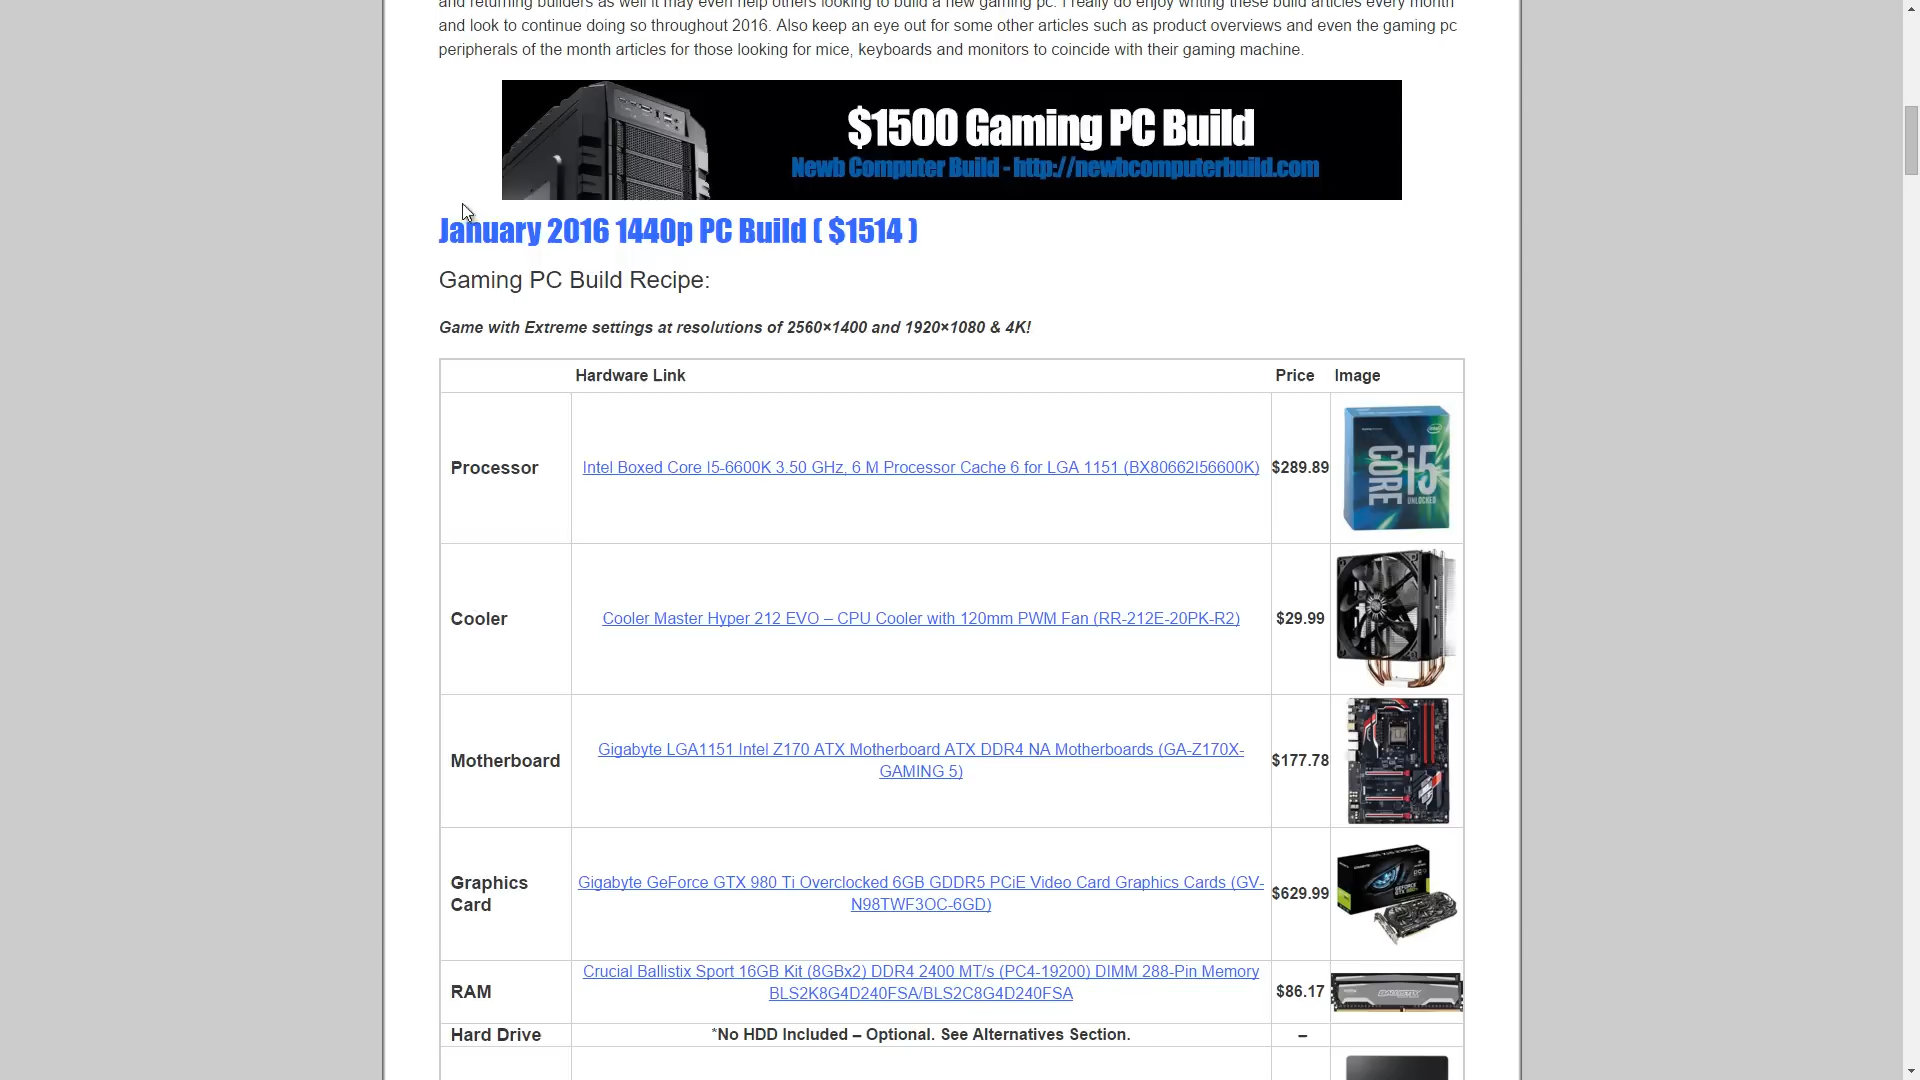 and returning builders as well it may even help others looking to build a new gaming pc. I really do enjoy writing these build articles every month
and look to continue doing so throughout 2016. Also keep an eye out for some other articles such as product overviews and even the gaming pc
peripherals of the month articles for those looking for mice, keyboards and monitors to coincide with their gaming machine.
$1500 Gaming PC Build
Newb Computer Build - http://newbcomputerbuild.com
January 2016 1440p PC Build ( $1514 )
Gaming PC Build Recipe:
Game with Extreme settings at resolutions of 2560×1400 and 1920×1080 & 4K!
Hardware Link Price Image
Processor Intel Boxed Core I5-6600K 3.50 GHz, 6 M Processor Cache 6 for LGA 1151 (BX80662I56600K) $289.89
CORE i5
UNLOCKED
Cooler Cooler Master Hyper 212 EVO – CPU Cooler with 120mm PWM Fan (RR-212E-20PK-R2) $29.99
Motherboard Gigabyte LGA1151 Intel Z170 ATX Motherboard ATX DDR4 NA Motherboards (GA-Z170X-
GAMING 5) $177.78
Graphics
Card Gigabyte GeForce GTX 980 Ti Overclocked 6GB GDDR5 PCiE Video Card Graphics Cards (GV-
N98TWF3OC-6GD) $629.99
RAM Crucial Ballistix Sport 16GB Kit (8GBx2) DDR4 2400 MT/s (PC4-19200) DIMM 288-Pin Memory
BLS2K8G4D240FSA/BLS2C8G4D240FSA $86.17
Hard Drive *No HDD Included – Optional. See Alternatives Section. –